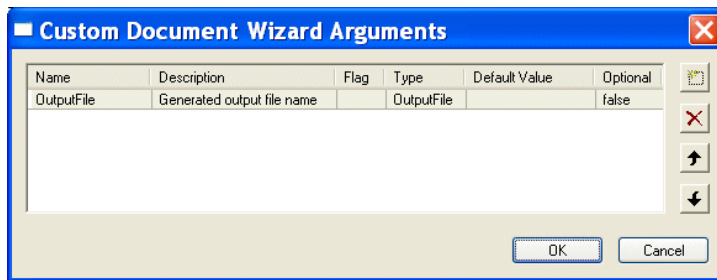 Custom Document Wizard Arguments
Name Description Flag Type Default Value Optional
OutputFile Generated output file name OutputFile false
OK Cancel